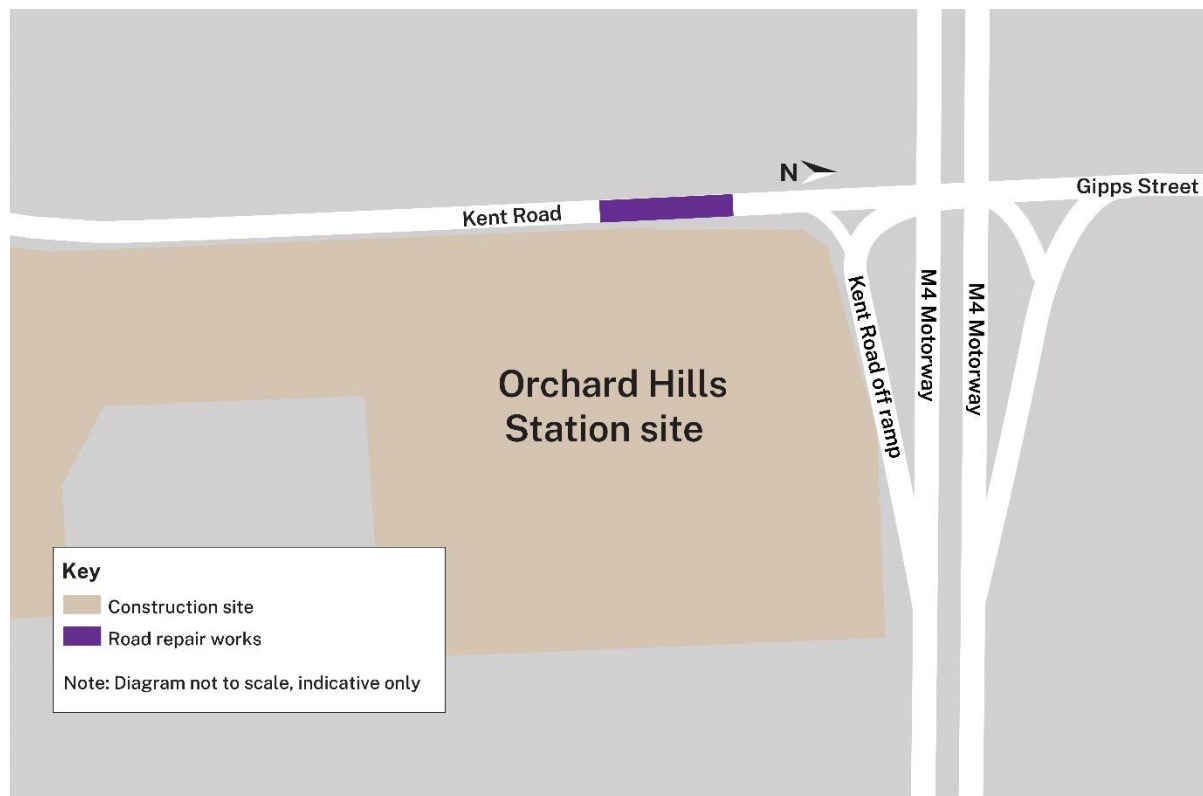 N
Gipps Street
Kent Road
M4 Motorway
M4 Motorway
Kent Road off ramp
Orchard Hills
Station site
Key
Construction site
Road repair works
Note: Diagram not to scale, indicative only